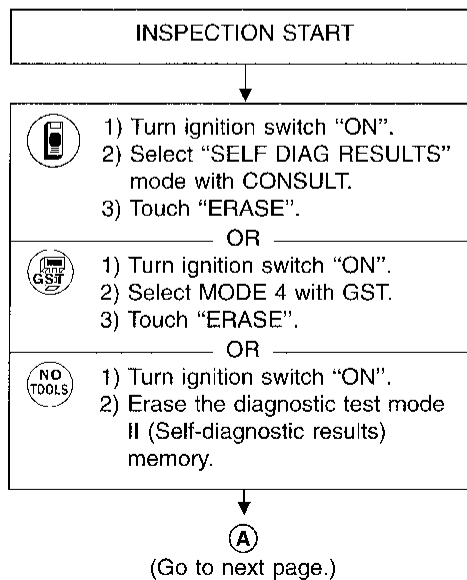 INSPECTION START
1) Turn ignition switch “ON”.
2) Select “SELF DIAG RESULTS”
mode with CONSULT.
3) Touch “ERASE”.
OR
GST
1) Turn ignition switch “ON”.
2) Select MODE 4 with GST.
3) Touch “ERASE”.
OR
NO
TOOLS
1) Turn ignition switch “ON”.
2) Erase the diagnostic test mode
II (Self-diagnostic results)
memory.
A
(Go to next page.)